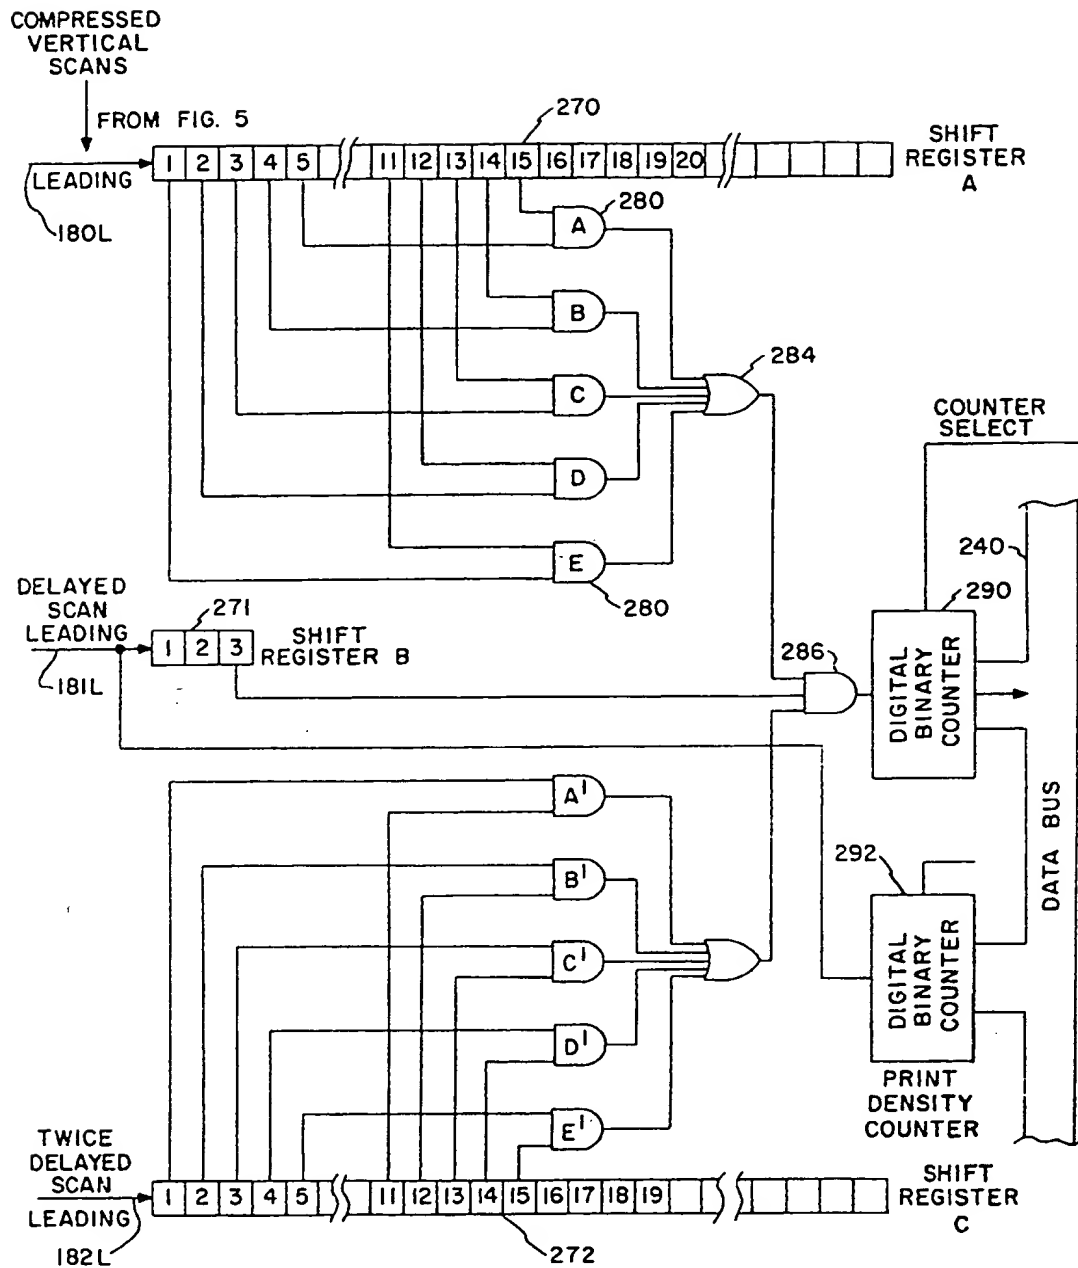 COMPRESSED
VERTICAL
SCANS
FROM FIG. 5
270
LEADING
1 2 3 4 5 11 12 13 14 15 16 17 18 19 20
SHIFT
REGISTER
A
180L
280
A
B
C
D
E
280
284
COUNTER
SELECT
240
290
DELAYED
SCAN
LEADING
271
1 2 3
SHIFT
REGISTER B
181L
286
DIGITAL
BINARY
COUNTER
A'
B'
C'
D'
E'
292
DIGITAL
BINARY
COUNTER
DATA BUS
PRINT
DENSITY
COUNTER
TWICE
DELAYED
SCAN
LEADING
1 2 3 4 5 11 12 13 14 15 16 17 18 19
SHIFT
REGISTER
C
182L
272